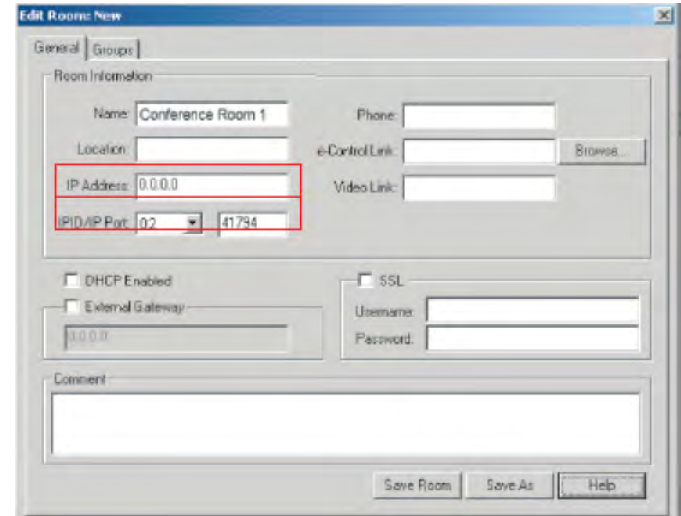 Edit Room: New
General Groups
Room Information
Name: Conference Room 1
Phone:
Location:
e-Control Link:
Browse...
IP Address: 0.0.0.0
Video Link:
IPID/IP Port: 02 41794
DHCP Enabled
SSL
External Gateway
0.0.0.0
Username:
Password:
Comment
Save Room Save As Help